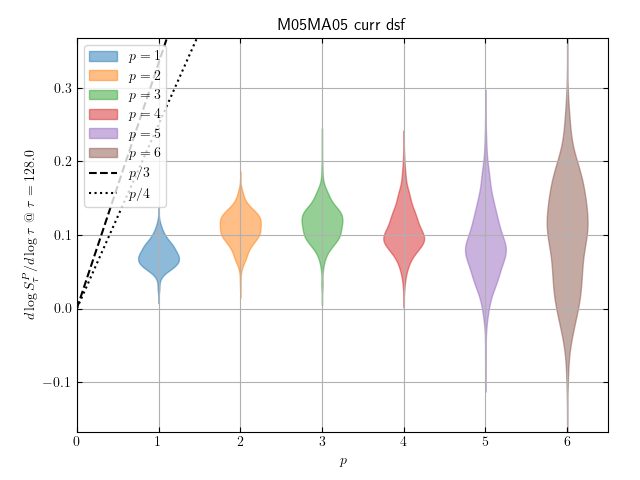 M05MA05 curr dsf
p = 1
p = 2
p = 3
p = 4
p = 5
p = 6
p/3
p/4
d log S_τ^P / d log τ @ τ = 128.0
0.3
0.2
0.1
0.0
−0.1
0 1 2 3 4 5 6
p